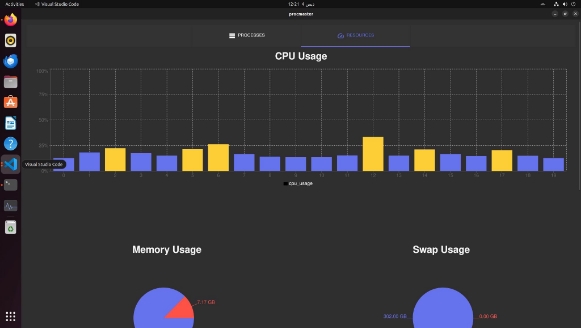 Activities
Visual Studio Code
12:21 4 دسمبر
procmaster
PROCESSES
RESOURCES
CPU Usage
100%
75%
50%
25%
0%
Visual Studio Code
0 1 2 3 4 5 6 7 8 9 10 11 12 13 14 15 16 17 18 19
cpu_usage
Memory Usage
Swap Usage
7.17 GB
0.00 GB